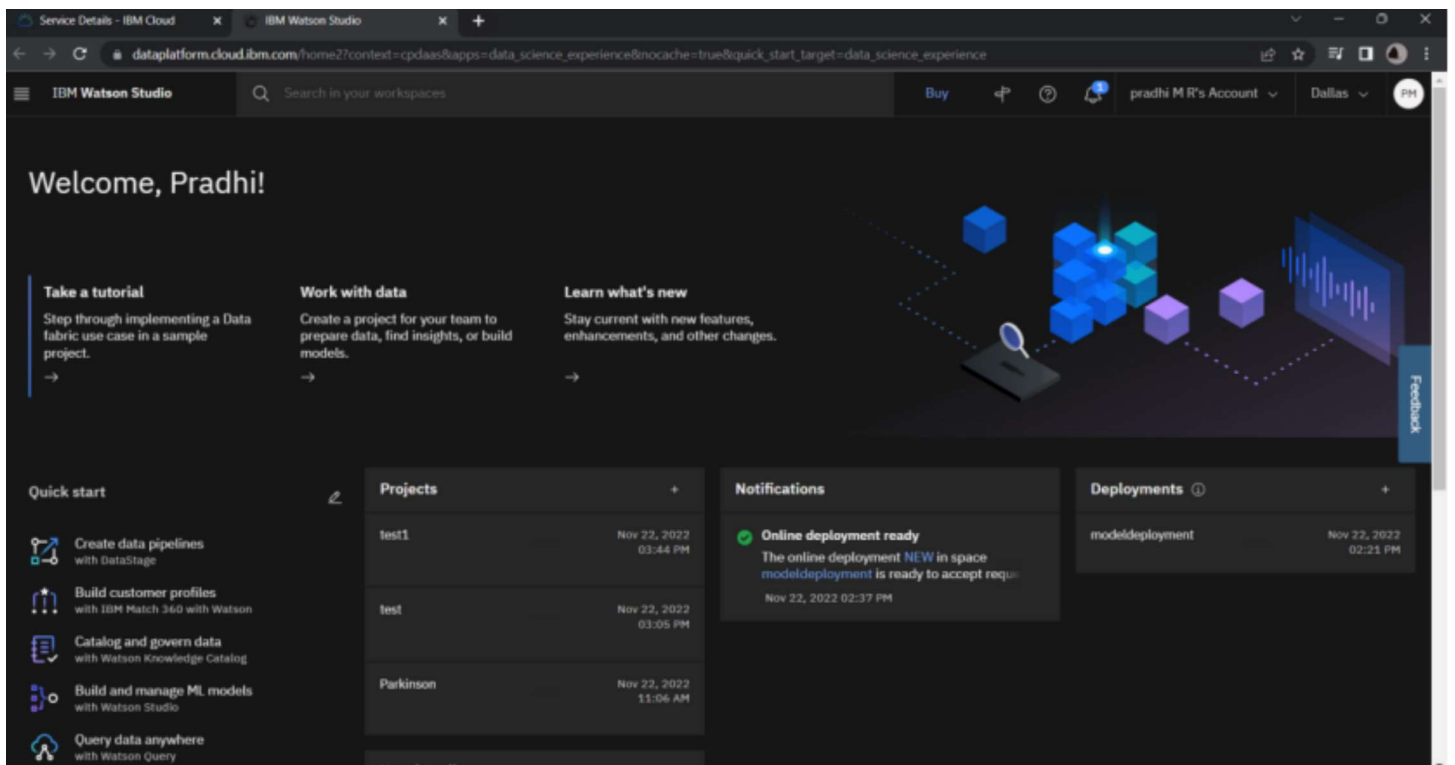 Service Details - IBM Cloud
IBM Watson Studio
dataplatform.cloud.ibm.com/home2?context=cpdaas&apps=data_science_experience&nocache=true&quick_start_target=data_science_experience
IBM Watson Studio
Search in your workspaces
Buy
1
pradhi M R's Account
Dallas
PM
Welcome, Pradhi!
Take a tutorial
Step through implementing a Data
fabric use case in a sample
project.
Work with data
Create a project for your team to
prepare data, find insights, or build
models.
Learn what's new
Stay current with new features,
enhancements, and other changes.
Feedback
Quick start
Create data pipelines
with DataStage
Build customer profiles
with IBM Match 360 with Watson
Catalog and govern data
with Watson Knowledge Catalog
Build and manage ML models
with Watson Studio
Query data anywhere
with Watson Query
Projects
test1
Nov 22, 2022
03:44 PM
test
Nov 22, 2022
03:05 PM
Parkinson
Nov 22, 2022
11:06 AM
Notifications
Online deployment ready
The online deployment NEW in space
modeldeployment is ready to accept reque
Nov 22, 2022 02:37 PM
Deployments
modeldeployment
Nov 22, 2022
02:21 PM